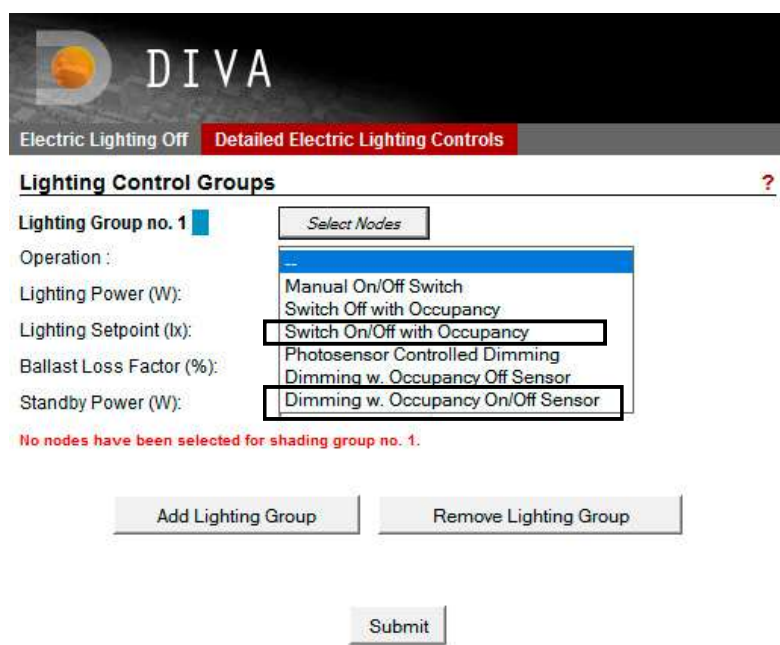 DIVA
Electric Lighting Off Detailed Electric Lighting Controls
Lighting Control Groups ?
Lighting Group no. 1 Select Nodes
Operation :
--
Lighting Power (W):
Manual On/Off Switch
Switch Off with Occupancy
Lighting Setpoint (lx):
Switch On/Off with Occupancy
Photosensor Controlled Dimming
Ballast Loss Factor (%):
Dimming w. Occupancy Off Sensor
Standby Power (W):
Dimming w. Occupancy On/Off Sensor
No nodes have been selected for shading group no. 1.
Add Lighting Group Remove Lighting Group
Submit